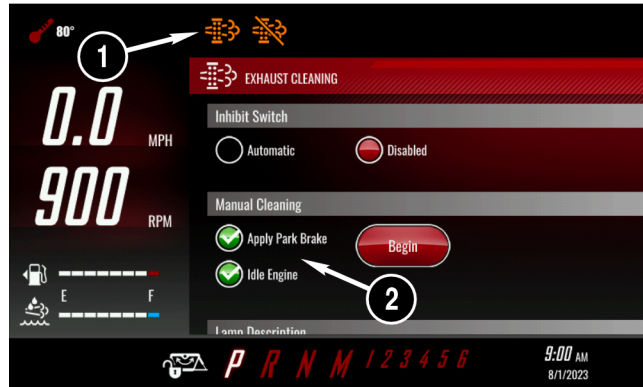 80°
1
EXHAUST CLEANING
Inhibit Switch
Automatic
Disabled
0.0 MPH
900 RPM
Manual Cleaning
Apply Park Brake
Begin
Idle Engine
2
E F
Lamp Description
P R N M 1 2 3 4 5 6
9:00 AM
8/1/2023